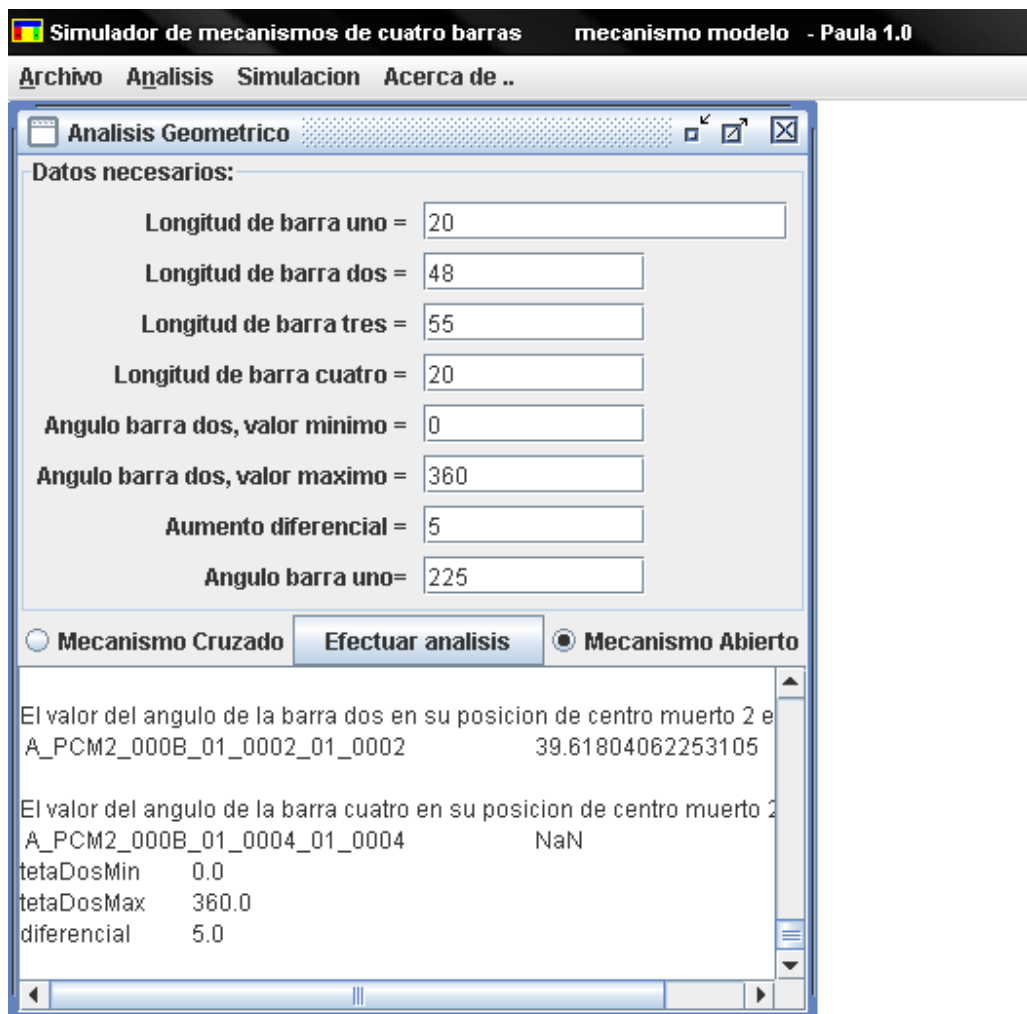 Simulador de mecanismos de cuatro barras mecanismo modelo - Paula 1.0
Archivo Analisis Simulacion Acerca de ..
Analisis Geometrico
Datos necesarios:
Longitud de barra uno = 20
Longitud de barra dos = 48
Longitud de barra tres = 55
Longitud de barra cuatro = 20
Angulo barra dos, valor minimo = 0
Angulo barra dos, valor maximo = 360
Aumento diferencial = 5
Angulo barra uno= 225
Mecanismo Cruzado Efectuar analisis Mecanismo Abierto
El valor del angulo de la barra dos en su posicion de centro muerto 2 e
A_PCM2_000B_01_0002_01_0002 39.61804062253105
El valor del angulo de la barra cuatro en su posicion de centro muerto 2
A_PCM2_000B_01_0004_01_0004 NaN
tetaDosMin 0.0
tetaDosMax 360.0
diferencial 5.0